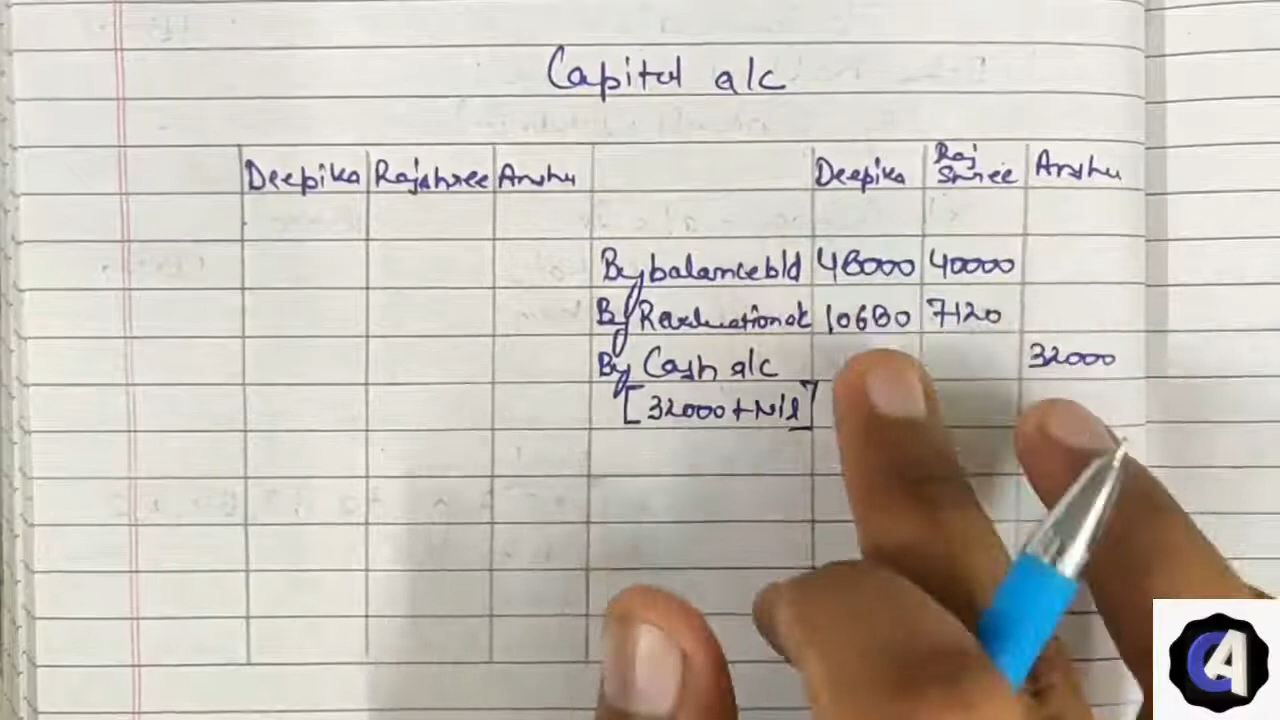 Capital a/c
Deepika Rajshree Anshu Deepika Raj Shree Anshu
By balance b/d 48000 40000
By Revaluation a/c 10680 7120
By Cash a/c 32000
[32000 + Nil]
CA